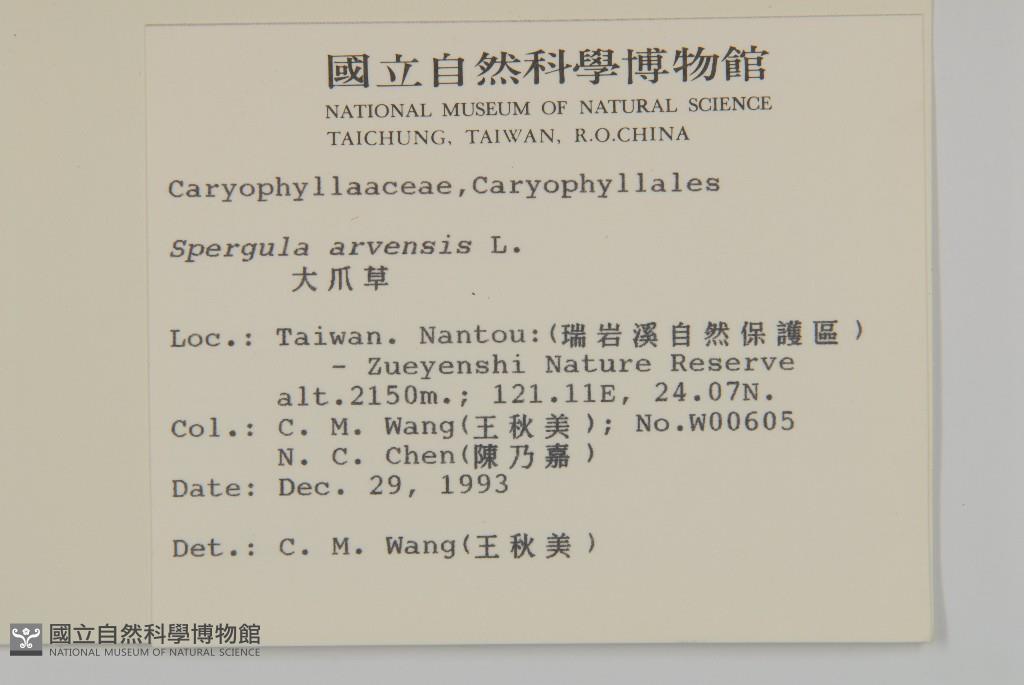 國立自然科學博物館
NATIONAL MUSEUM OF NATURAL SCIENCE
TAICHUNG, TAIWAN, R.O.CHINA
Caryophyllaaceae,Caryophyllales
Spergula arvensis L.
大爪草
Loc.: Taiwan. Nantou:(瑞岩溪自然保護區)
- Zueyenshi Nature Reserve
alt.2150m.; 121.11E, 24.07N.
Col.: C. M. Wang(王秋美); No.W00605
N. C. Chen(陳乃嘉)
Date: Dec. 29, 1993
Det.: C. M. Wang(王秋美)
國立自然科學博物館
NATIONAL MUSEUM OF NATURAL SCIENCE